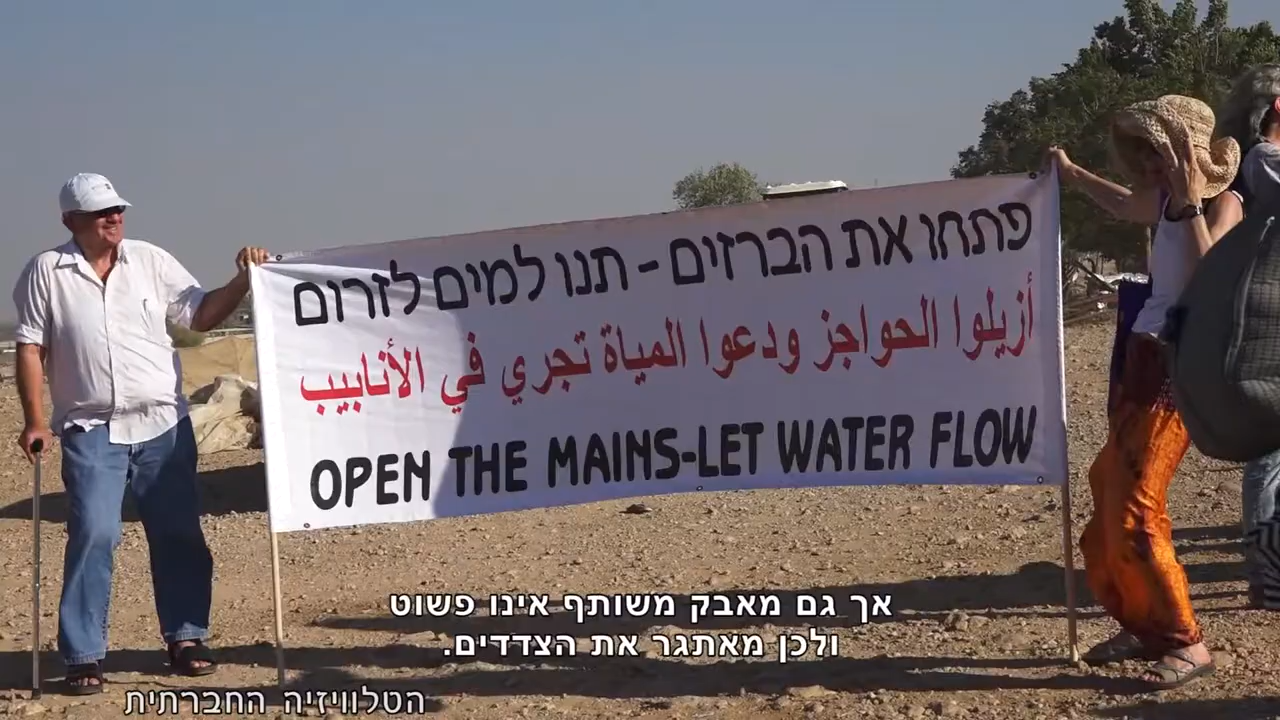 פתחו את הברזים - תנו למים לזרום
أزيلوا الحواجز ودعوا المياة تجري في الأنابيب
OPEN THE MAINS-LET WATER FLOW
אך גם מאבק משותף אינו פשוט
ולכן מאתגר את הצדדים.
הטלוויזיה החברתית